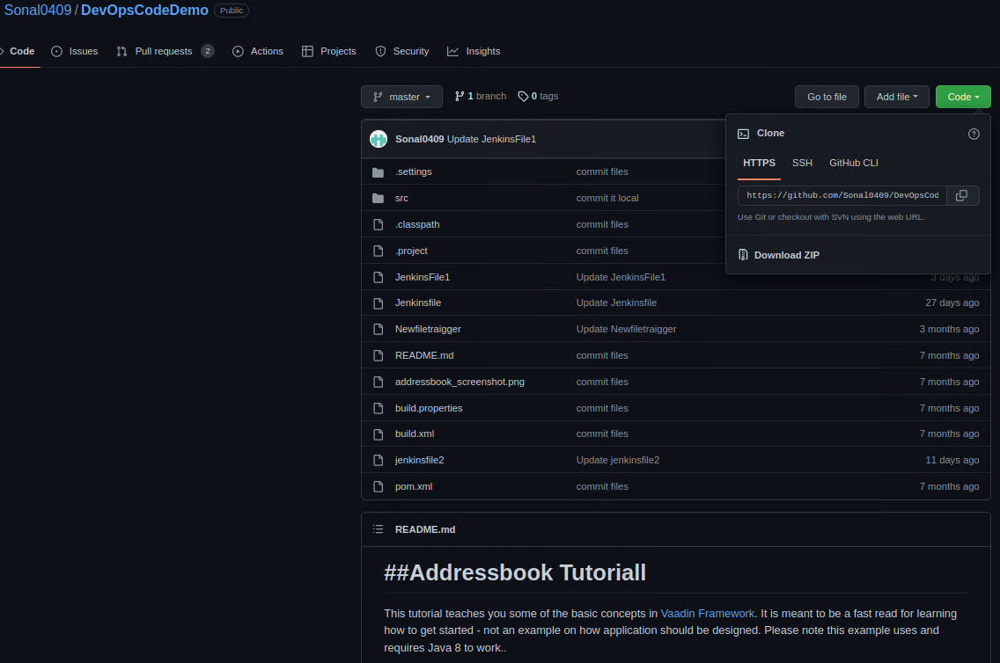 Sonal0409 / DevOpsCodeDemo Public
Code Issues Pull requests 2 Actions Projects Security Insights
master 1 branch 0 tags Go to file Add file Code
Sonal0409 Update JenkinsFile1
Clone
HTTPS SSH GitHub CLI
https://github.com/Sonal0409/DevOpsCod
Use Git or checkout with SVN using the web URL.
Download ZIP
.settings commit files
src commit it local
.classpath commit files
.project commit files
JenkinsFile1 Update JenkinsFile1 3 days ago
Jenkinsfile Update Jenkinsfile 27 days ago
Newfiletraigger Update Newfiletraigger 3 months ago
README.md commit files 7 months ago
addressbook_screenshot.png commit files 7 months ago
build.properties commit files 7 months ago
build.xml commit files 7 months ago
jenkinsfile2 Update jenkinsfile2 11 days ago
pom.xml commit files 7 months ago
README.md
##Addressbook Tutoriall
This tutorial teaches you some of the basic concepts in Vaadin Framework. It is meant to be a fast read for learning
how to get started - not an example on how application should be designed. Please note this example uses and
requires Java 8 to work..